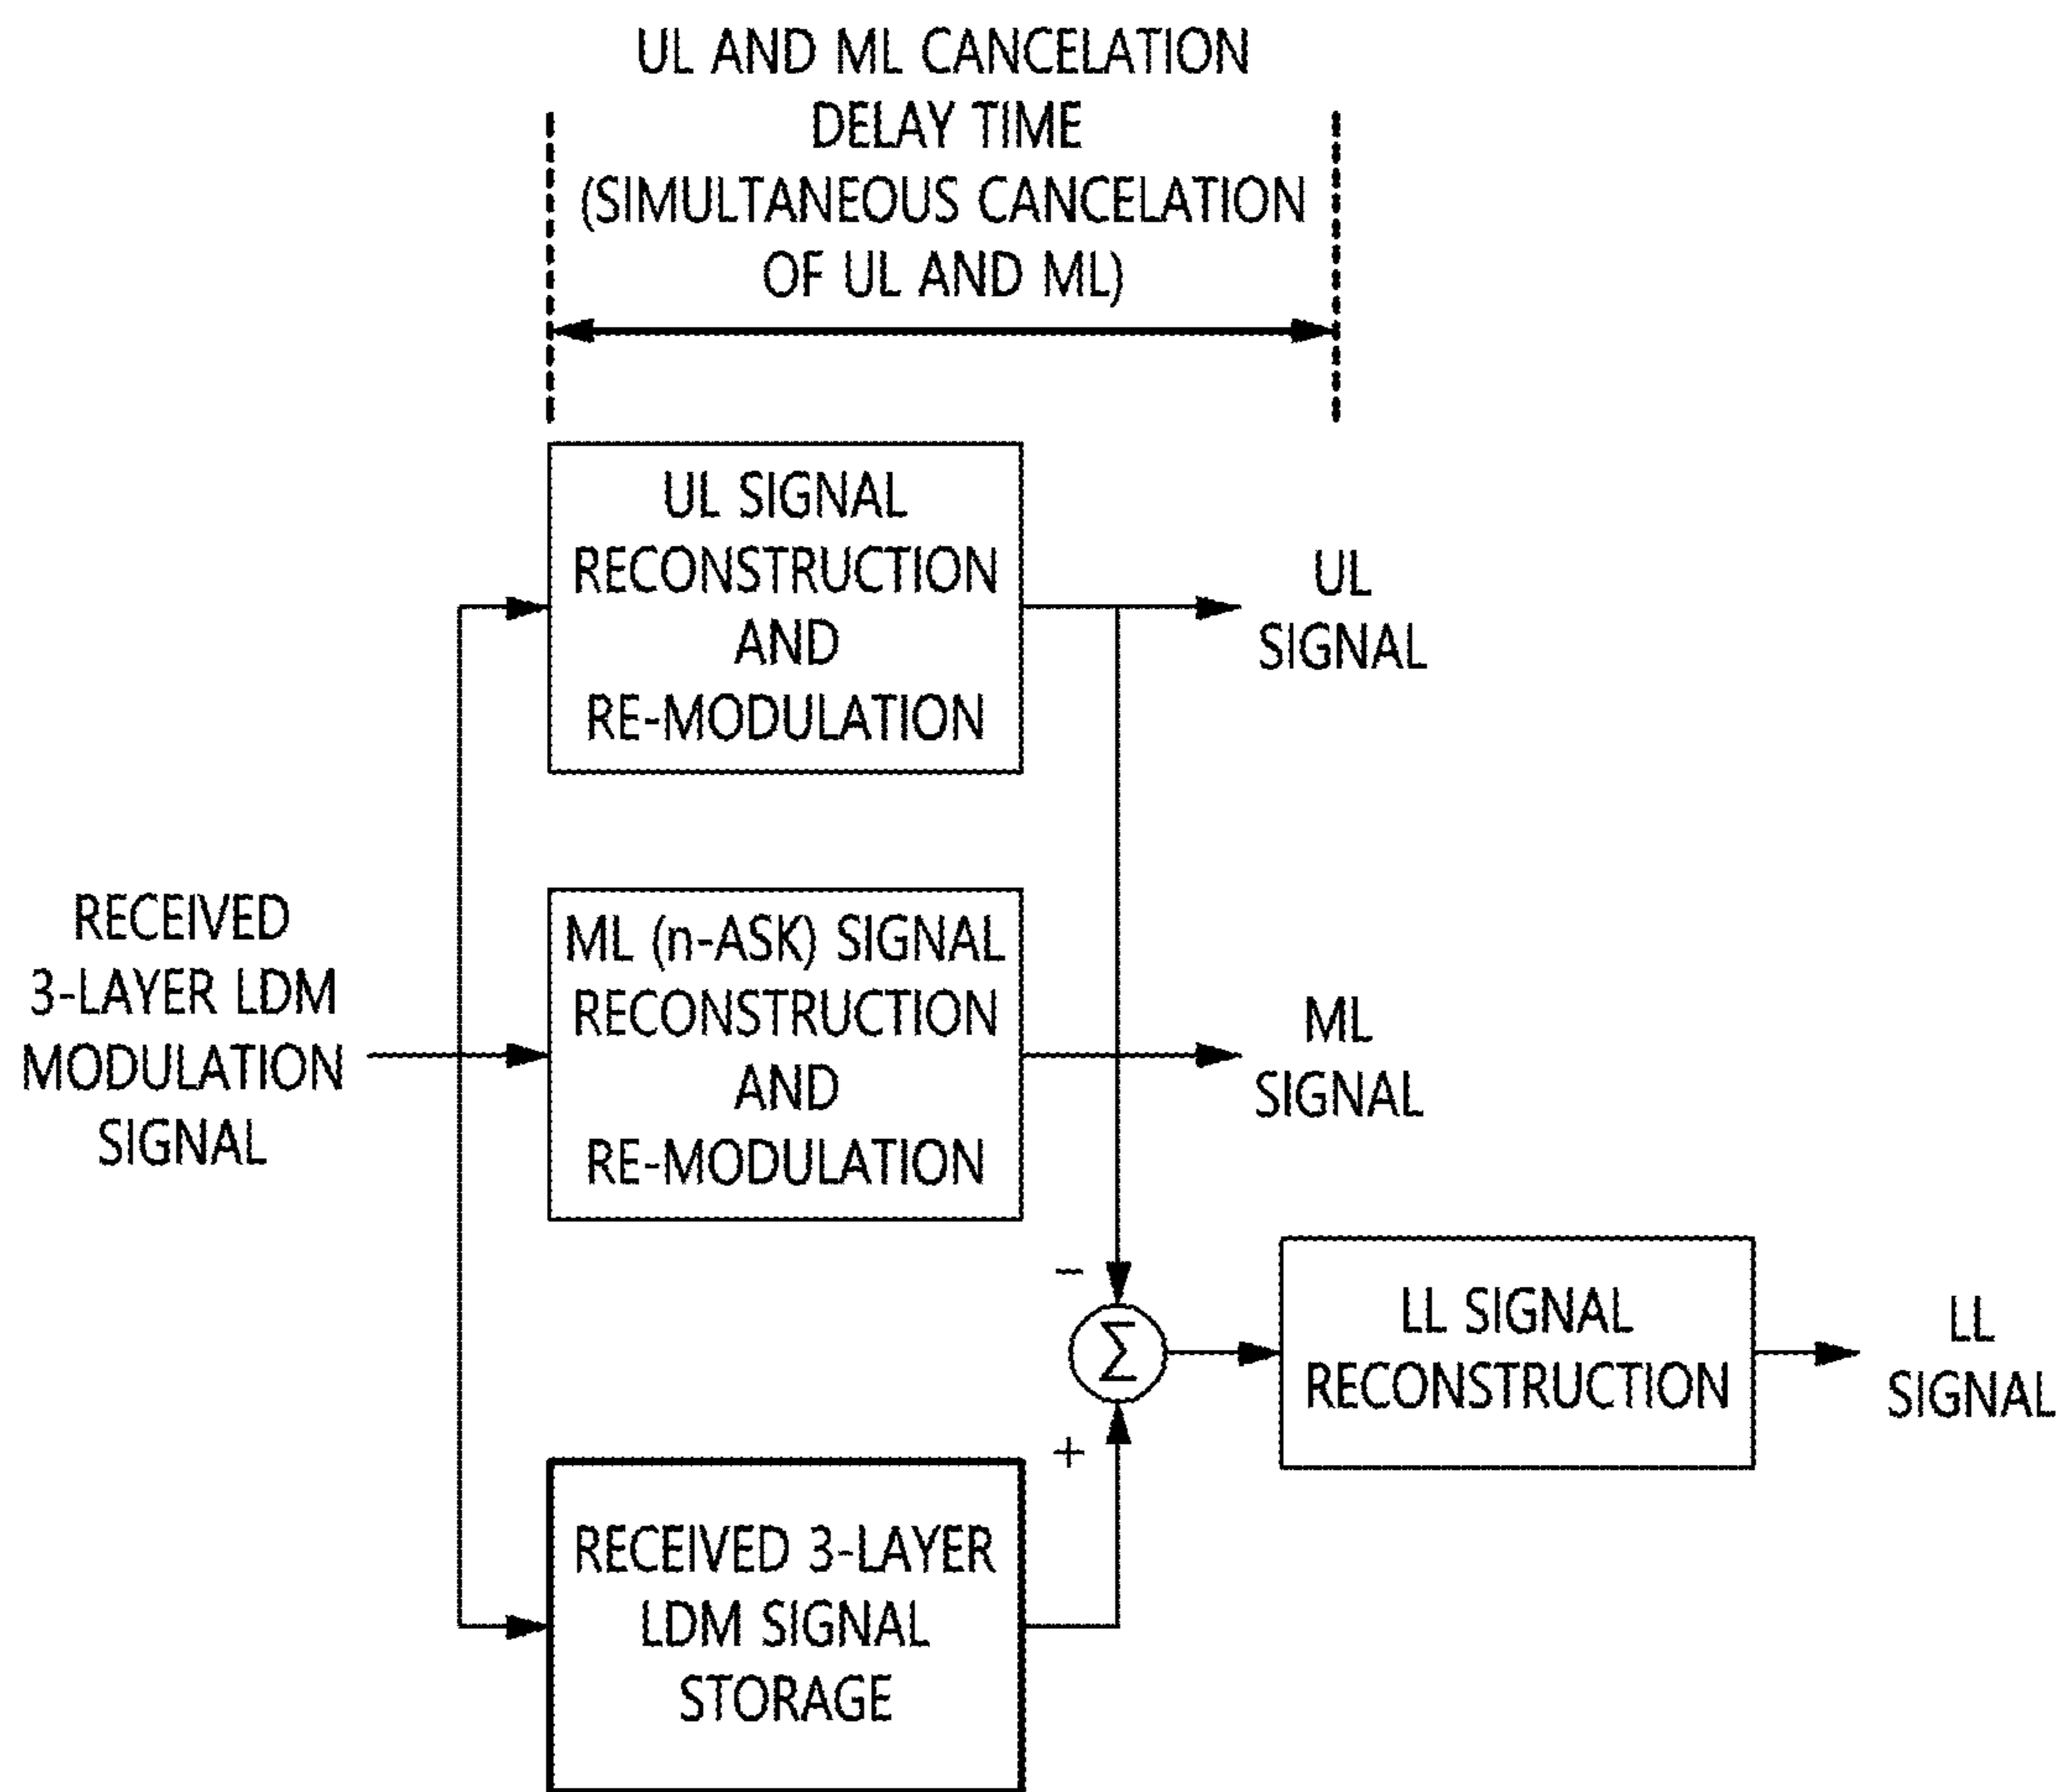 UL AND ML CANCELATION
DELAY TIME
(SIMULTANEOUS CANCELATION
OF UL AND ML)
UL SIGNAL
RECONSTRUCTION
AND
RE-MODULATION
UL
SIGNAL
RECEIVED
3-LAYER LDM
MODULATION
SIGNAL
ML (n-ASK) SIGNAL
RECONSTRUCTION
AND
RE-MODULATION
ML
SIGNAL
−
Σ
+
LL SIGNAL
RECONSTRUCTION
LL
SIGNAL
RECEIVED 3-LAYER
LDM SIGNAL
STORAGE